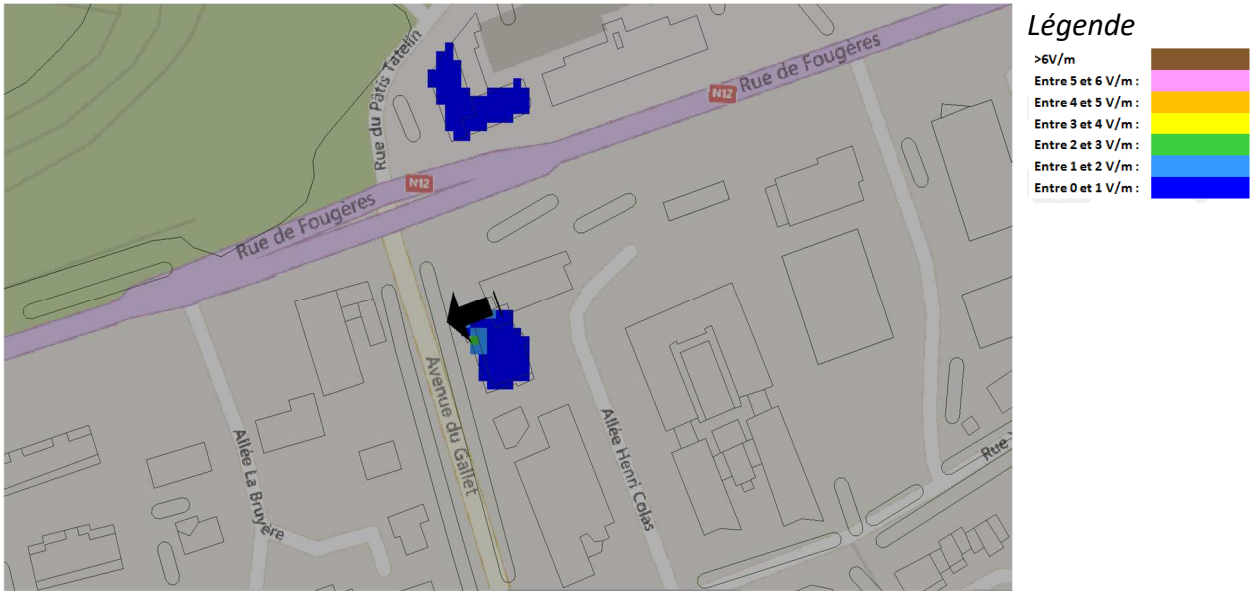 Légende
>6V/m
Entre 5 et 6 V/m :
Entre 4 et 5 V/m :
Entre 3 et 4 V/m :
Entre 2 et 3 V/m :
Entre 1 et 2 V/m :
Entre 0 et 1 V/m :
Rue du Pâtis Tatelin
N12
Rue de Fougères
N12
Rue de Fougères
Avenue du Gallet
Allée La Bruyère
Allée Henri Colas
Rue